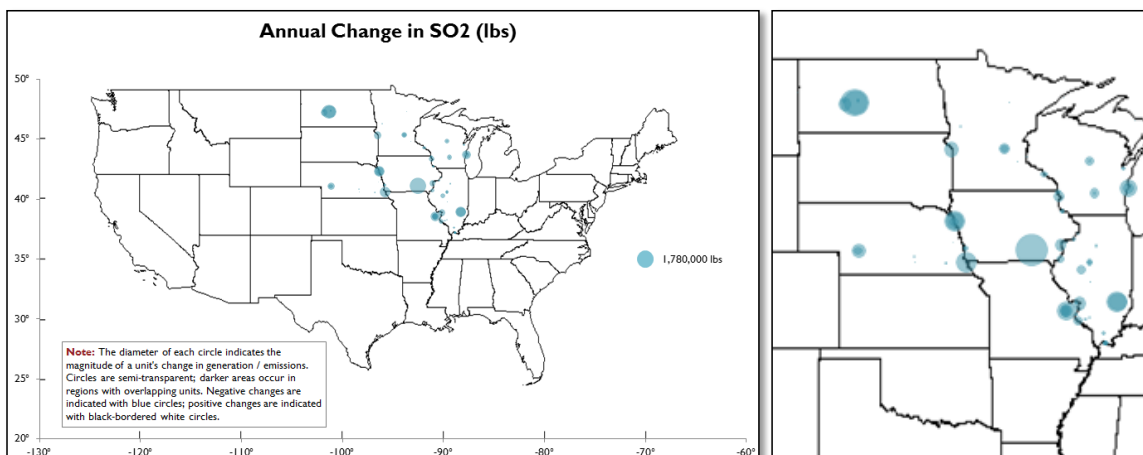 Annual Change in SO2 (lbs)
50°
45°
40°
35°
30°
25°
20°
1,780,000 lbs
Note: The diameter of each circle indicates the
magnitude of a unit's change in generation / emissions.
Circles are semi-transparent; darker areas occur in
regions with overlapping units. Negative changes are
indicated with blue circles; positive changes are indicated
with black-bordered white circles.
-130° -120° -110° -100° -90° -80° -70° -60°